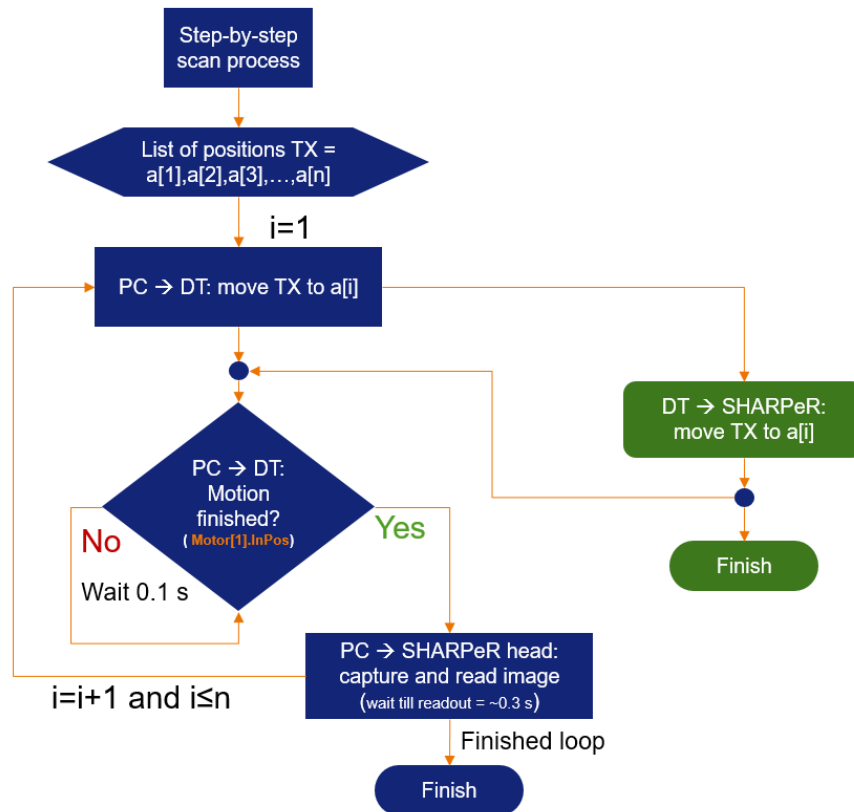 Step-by-step
scan process
List of positions TX =
a[1],a[2],a[3],…,a[n]
i=1
PC → DT: move TX to a[i]
DT → SHARPeR:
move TX to a[i]
PC → DT:
Motion
finished?
( Motor[1].InPos)
No
Yes
Wait 0.1 s
Finish
PC → SHARPeR head:
capture and read image
(wait till readout = ~0.3 s)
i=i+1 and i≤n
Finished loop
Finish